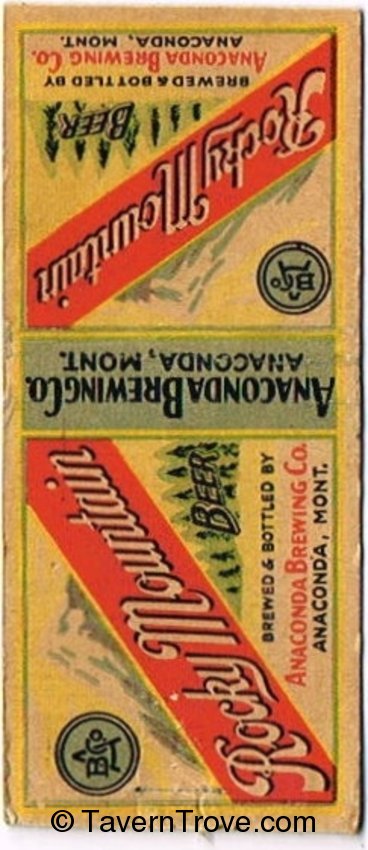 Rocky Mountain
BEER
BREWED & BOTTLED BY
ANACONDA BREWING CO.
ANACONDA, MONT.
ANACONDA BREWING CO.
ANACONDA, MONT.
Rocky Mountain
BEER
BREWED & BOTTLED BY
ANACONDA BREWING CO.
ANACONDA, MONT.
© TavernTrove.com